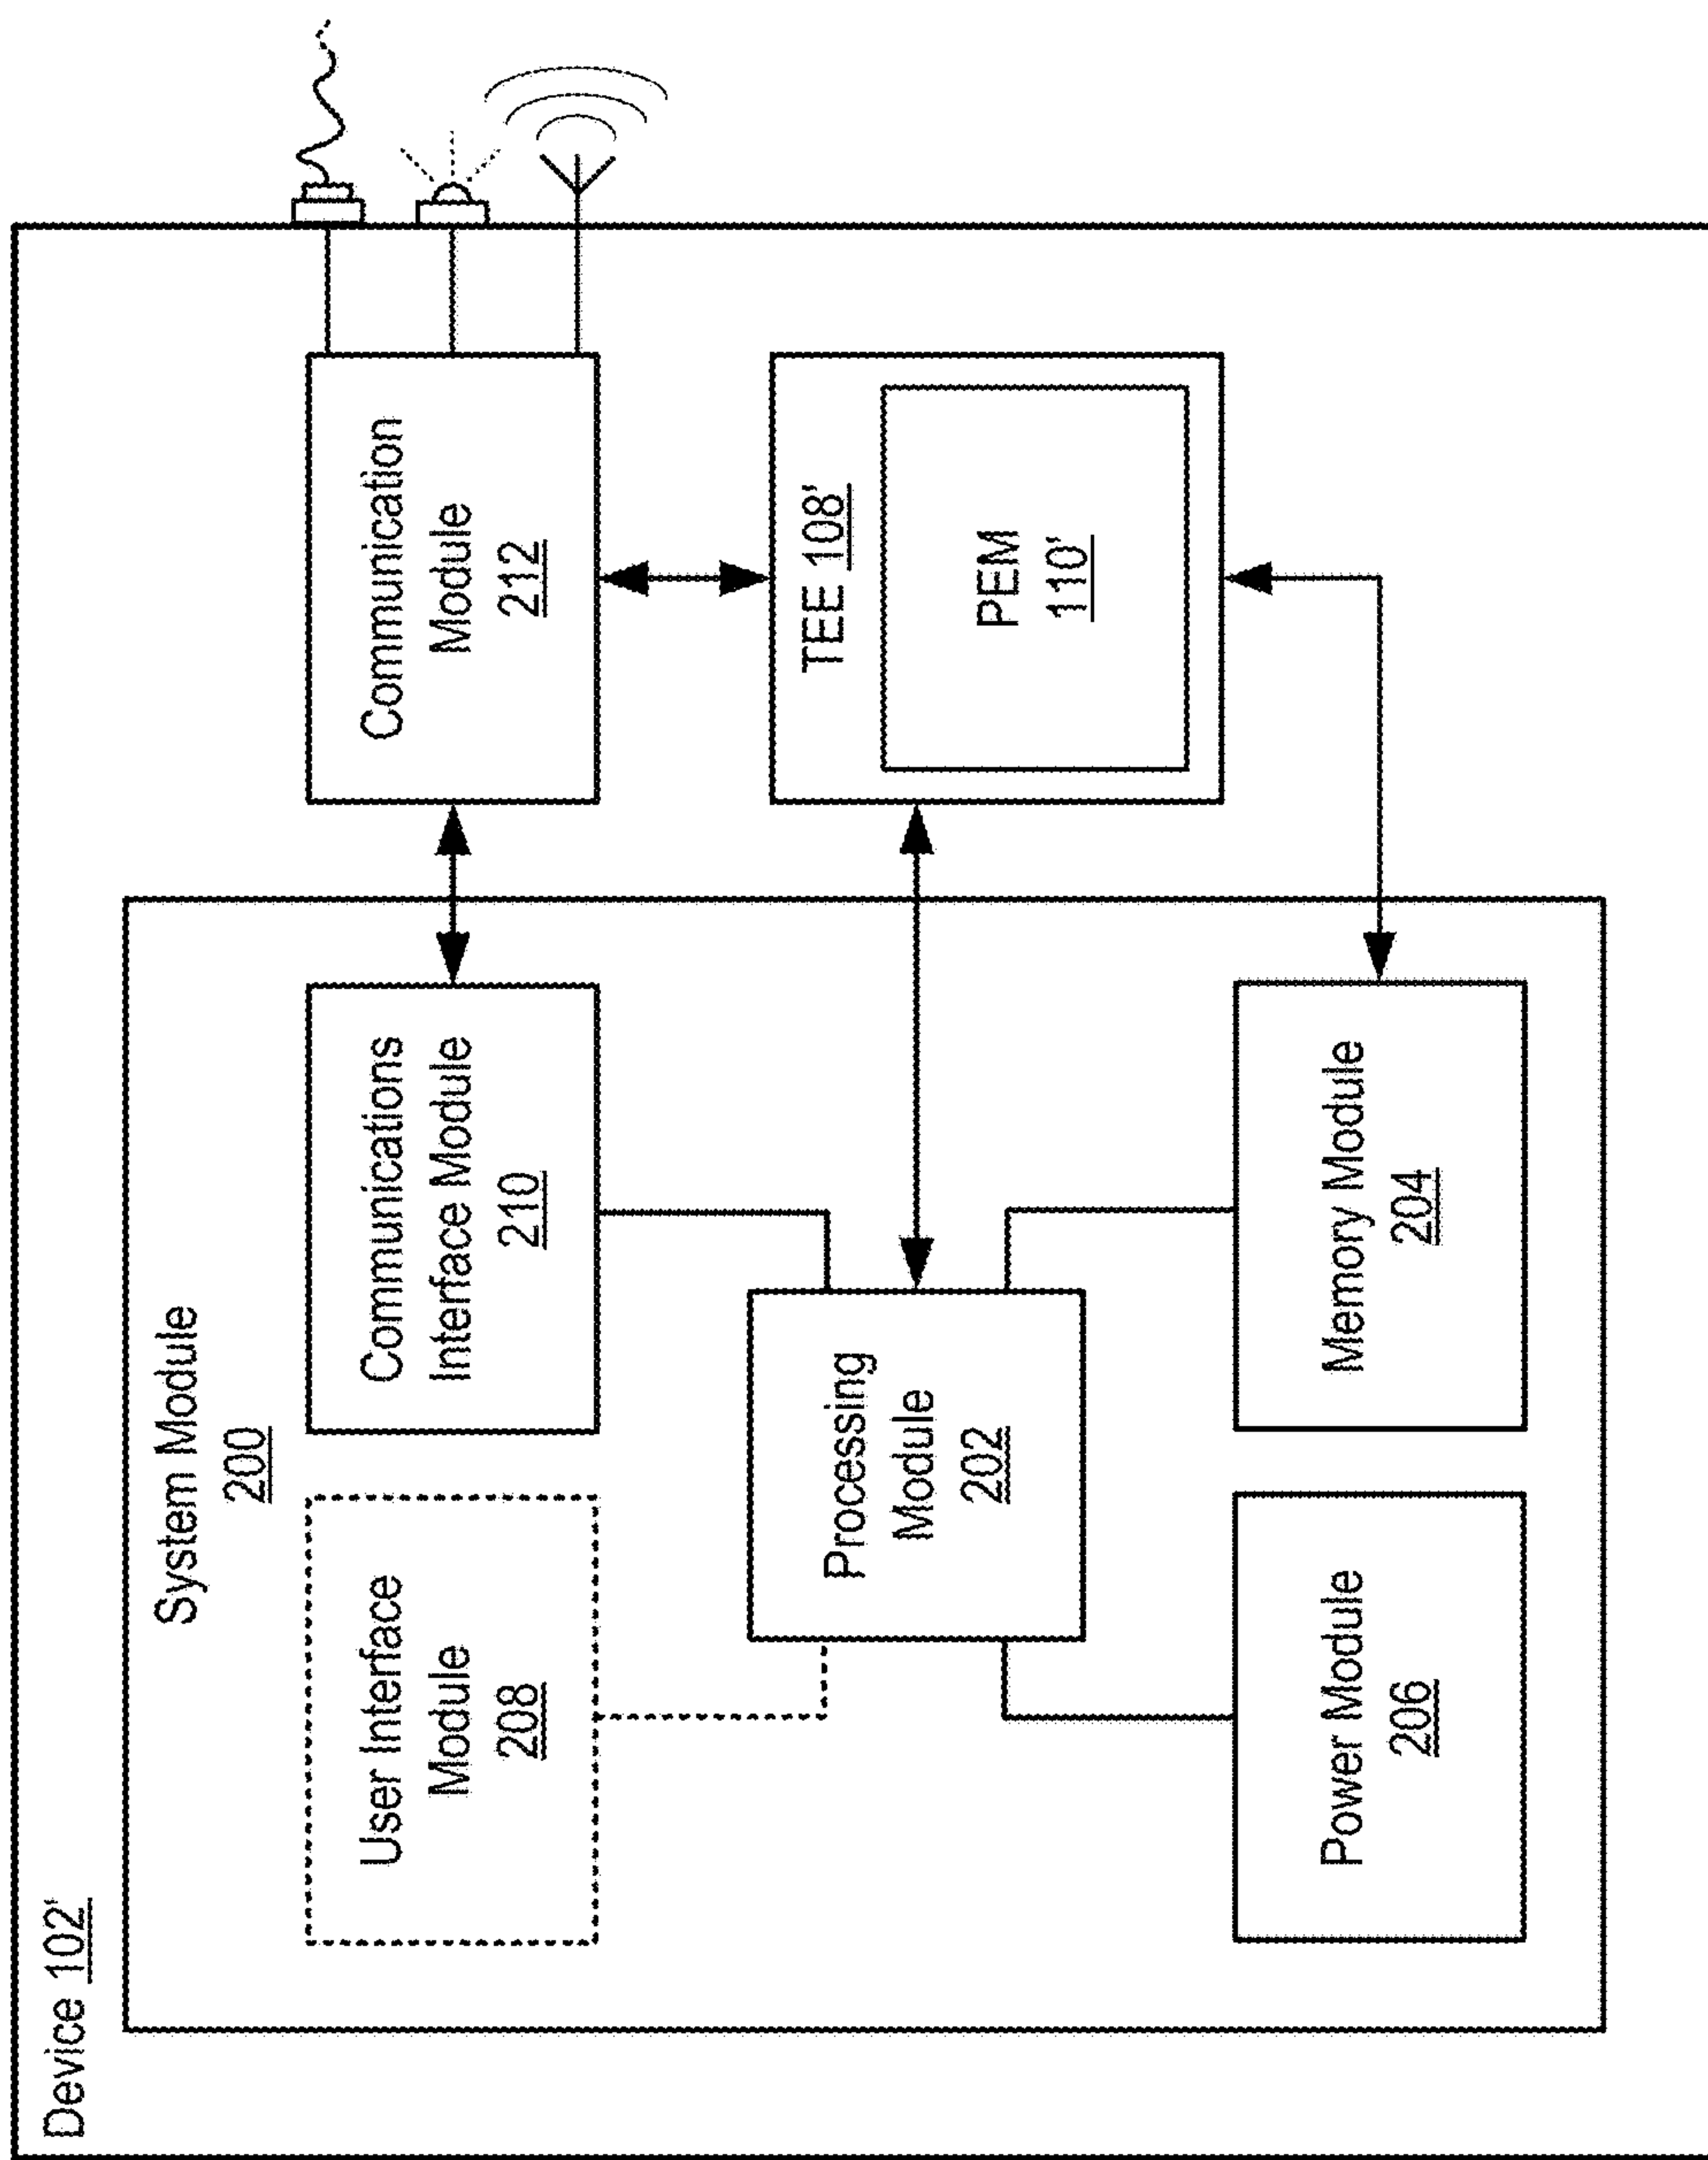 Device 102'
System Module
200
User Interface
Module
208
Communications
Interface Module
210
Communication
Module
212
Processing
Module
202
TEE 108'
PEM
110'
Power Module
206
Memory Module
204